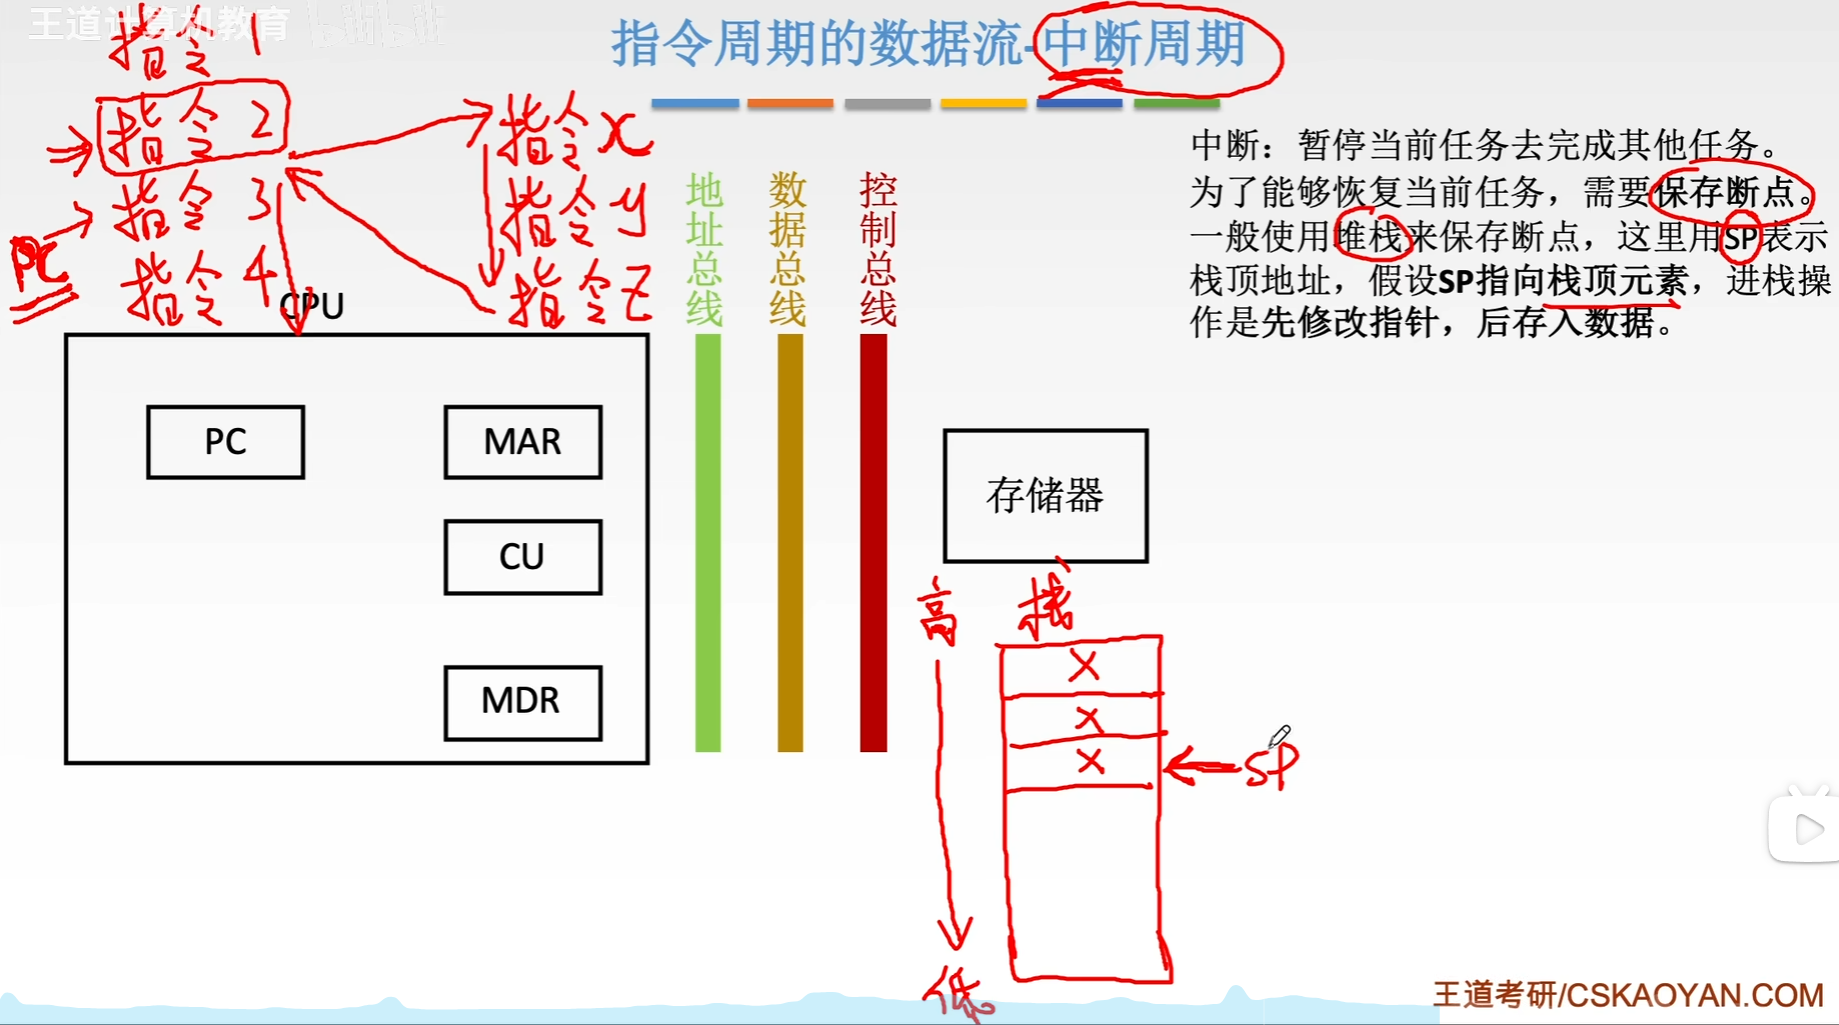 王道计算机教育 bilibili
指令周期的数据流-中断周期
指令 1
指令 2
指令 3
指令 4
PC
指令 x
指令 y
指令 z
中断：暂停当前任务去完成其他任务。
为了能够恢复当前任务，需要保存断点。
一般使用堆栈来保存断点，这里用SP表示
栈顶地址，假设SP指向栈顶元素，进栈操
作是先修改指针，后存入数据。
地址总线
数据总线
控制总线
CPU
PC
MAR
CU
MDR
存储器
高
栈
X
X
X
SP
低
王道考研/CSKAOYAN.COM